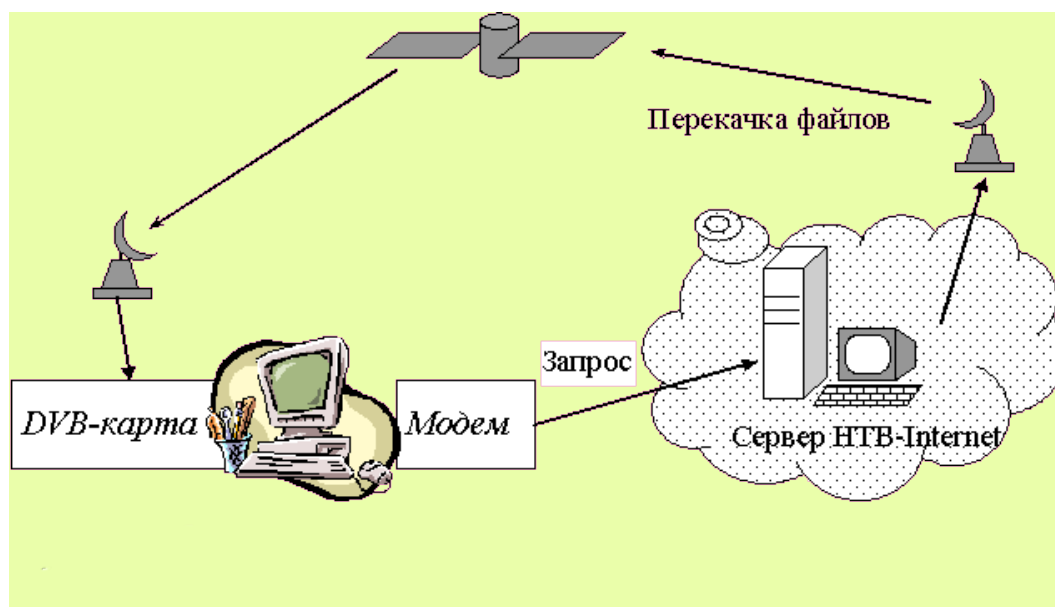 Перекачка файлов
Запрос
DVB-карта
Модем
Сервер НТВ-Internet